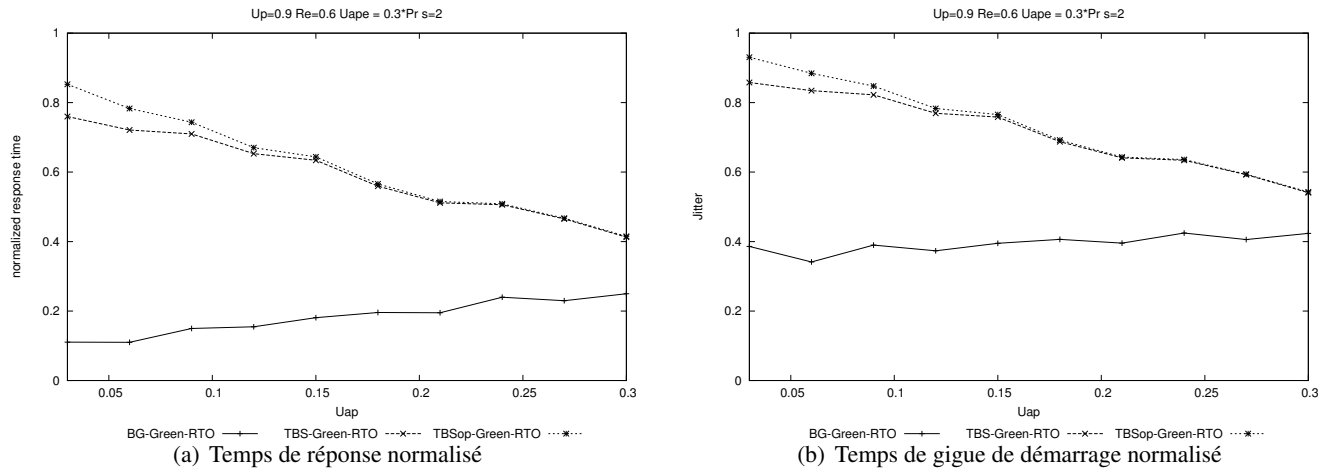 Up=0.9 Re=0.6 Uape = 0.3*Pr s=2
1
0.8
0.6
0.4
0.2
0
normalized response time
0.05 0.1 0.15 0.2 0.25 0.3
Uap
BG-Green-RTO TBS-Green-RTO TBSop-Green-RTO
(a) Temps de réponse normalisé
Up=0.9 Re=0.6 Uape = 0.3*Pr s=2
1
0.8
0.6
0.4
0.2
0
Jitter
0.05 0.1 0.15 0.2 0.25 0.3
Uap
BG-Green-RTO TBS-Green-RTO TBSop-Green-RTO
(b) Temps de gigue de démarrage normalisé